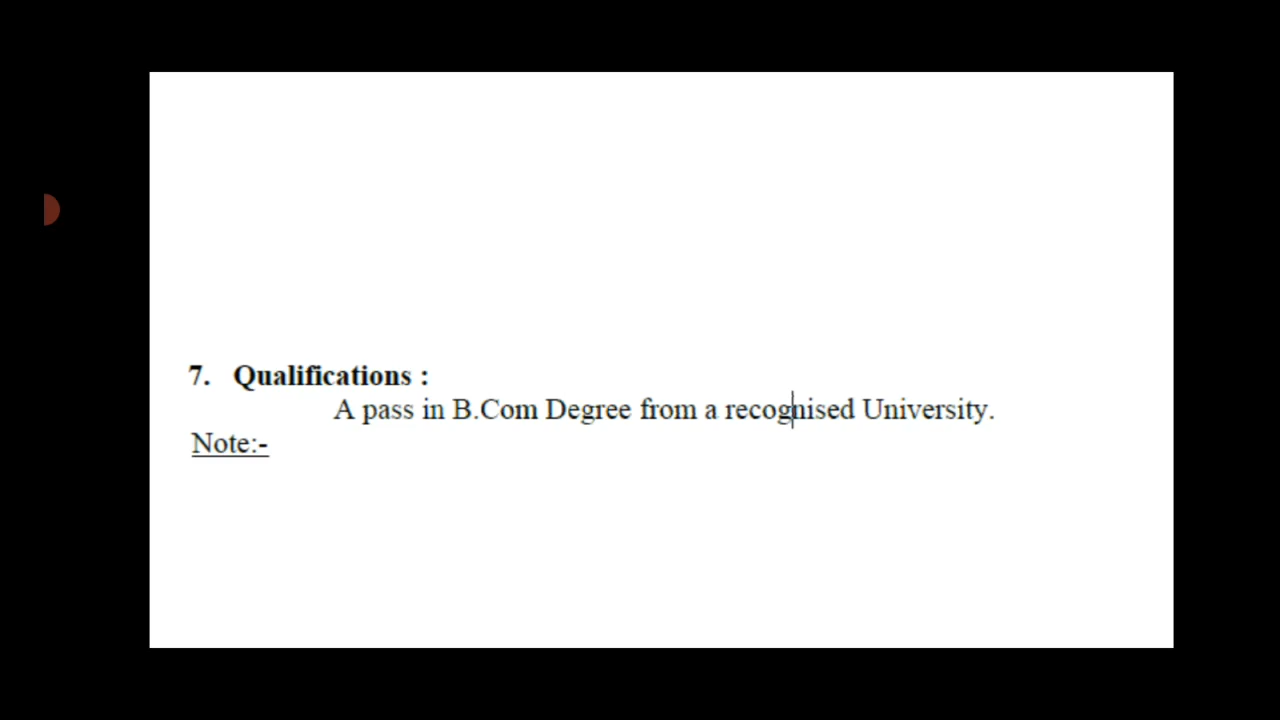 7. Qualifications :
A pass in B.Com Degree from a recognised University.
Note:-